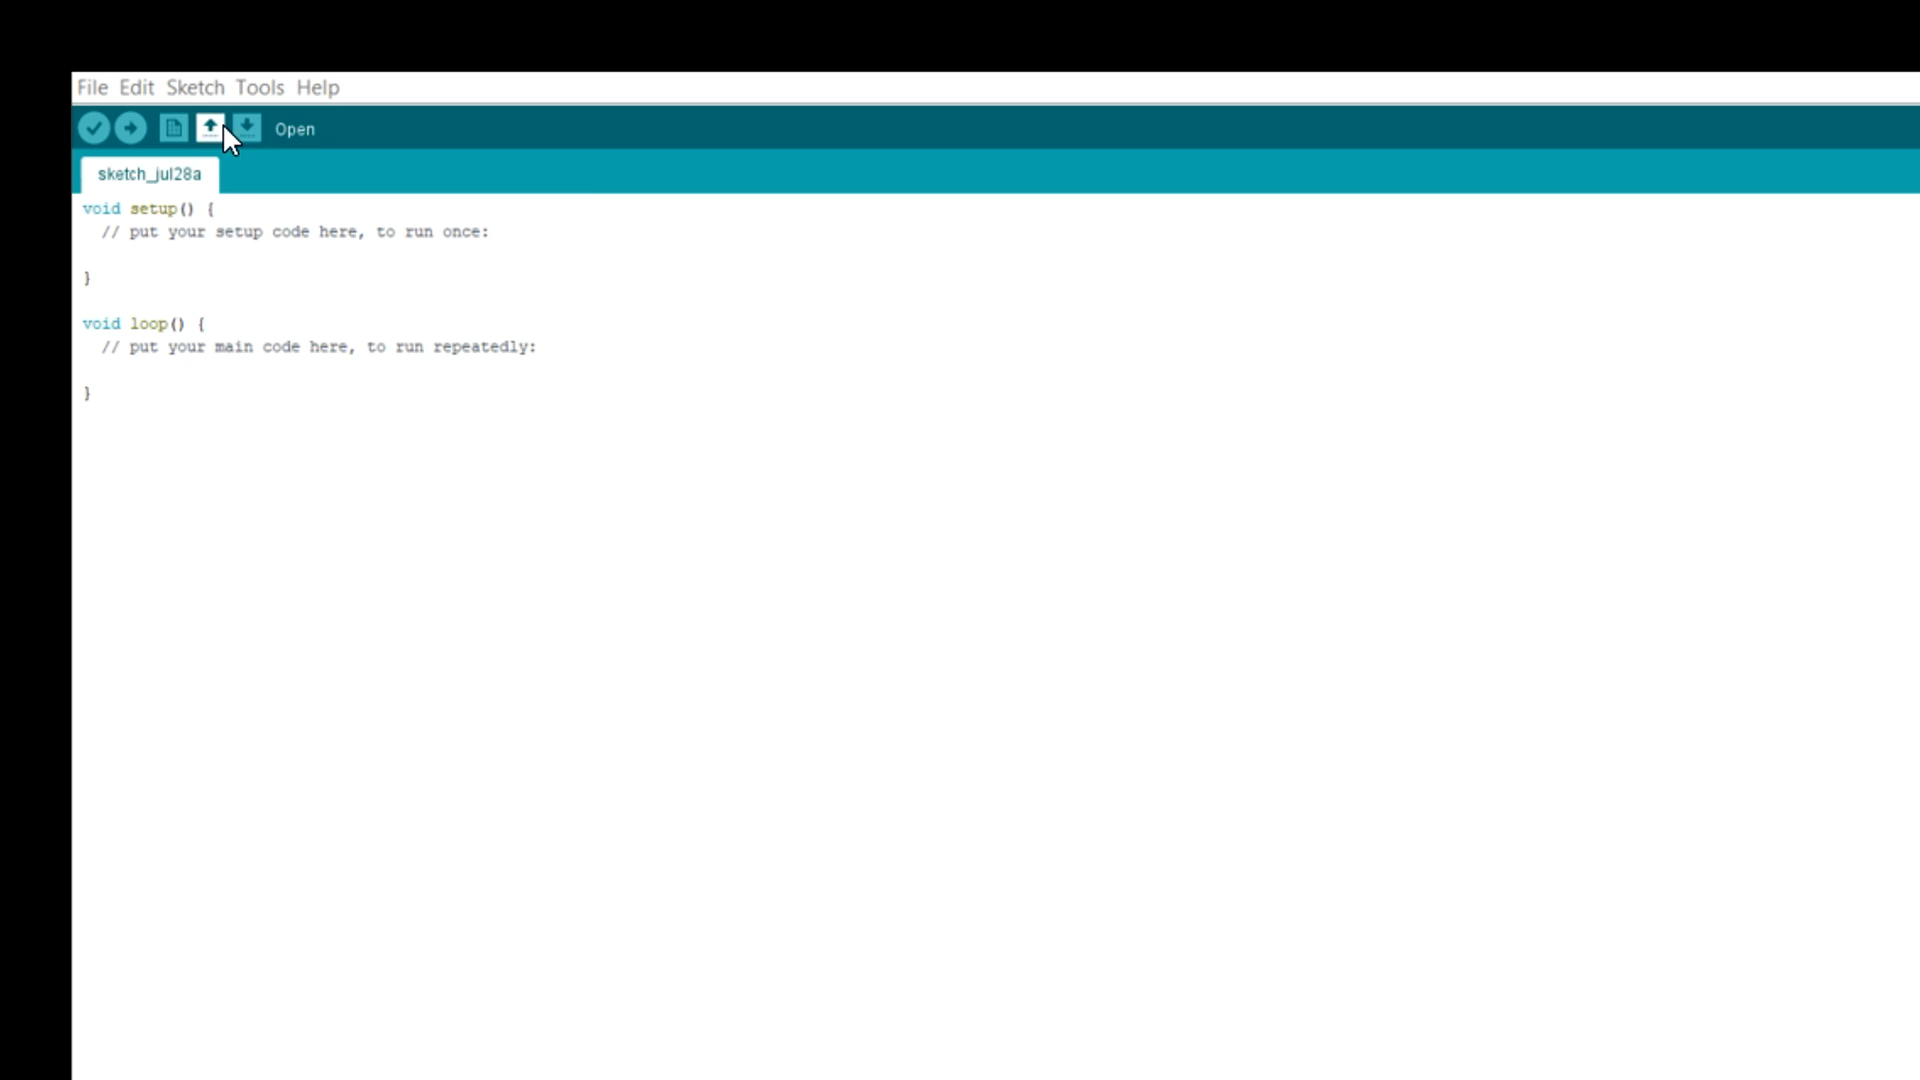 File Edit Sketch Tools Help
Open
sketch_jul28a
void setup() {
  // put your setup code here, to run once:
}
void loop() {
  // put your main code here, to run repeatedly:
}